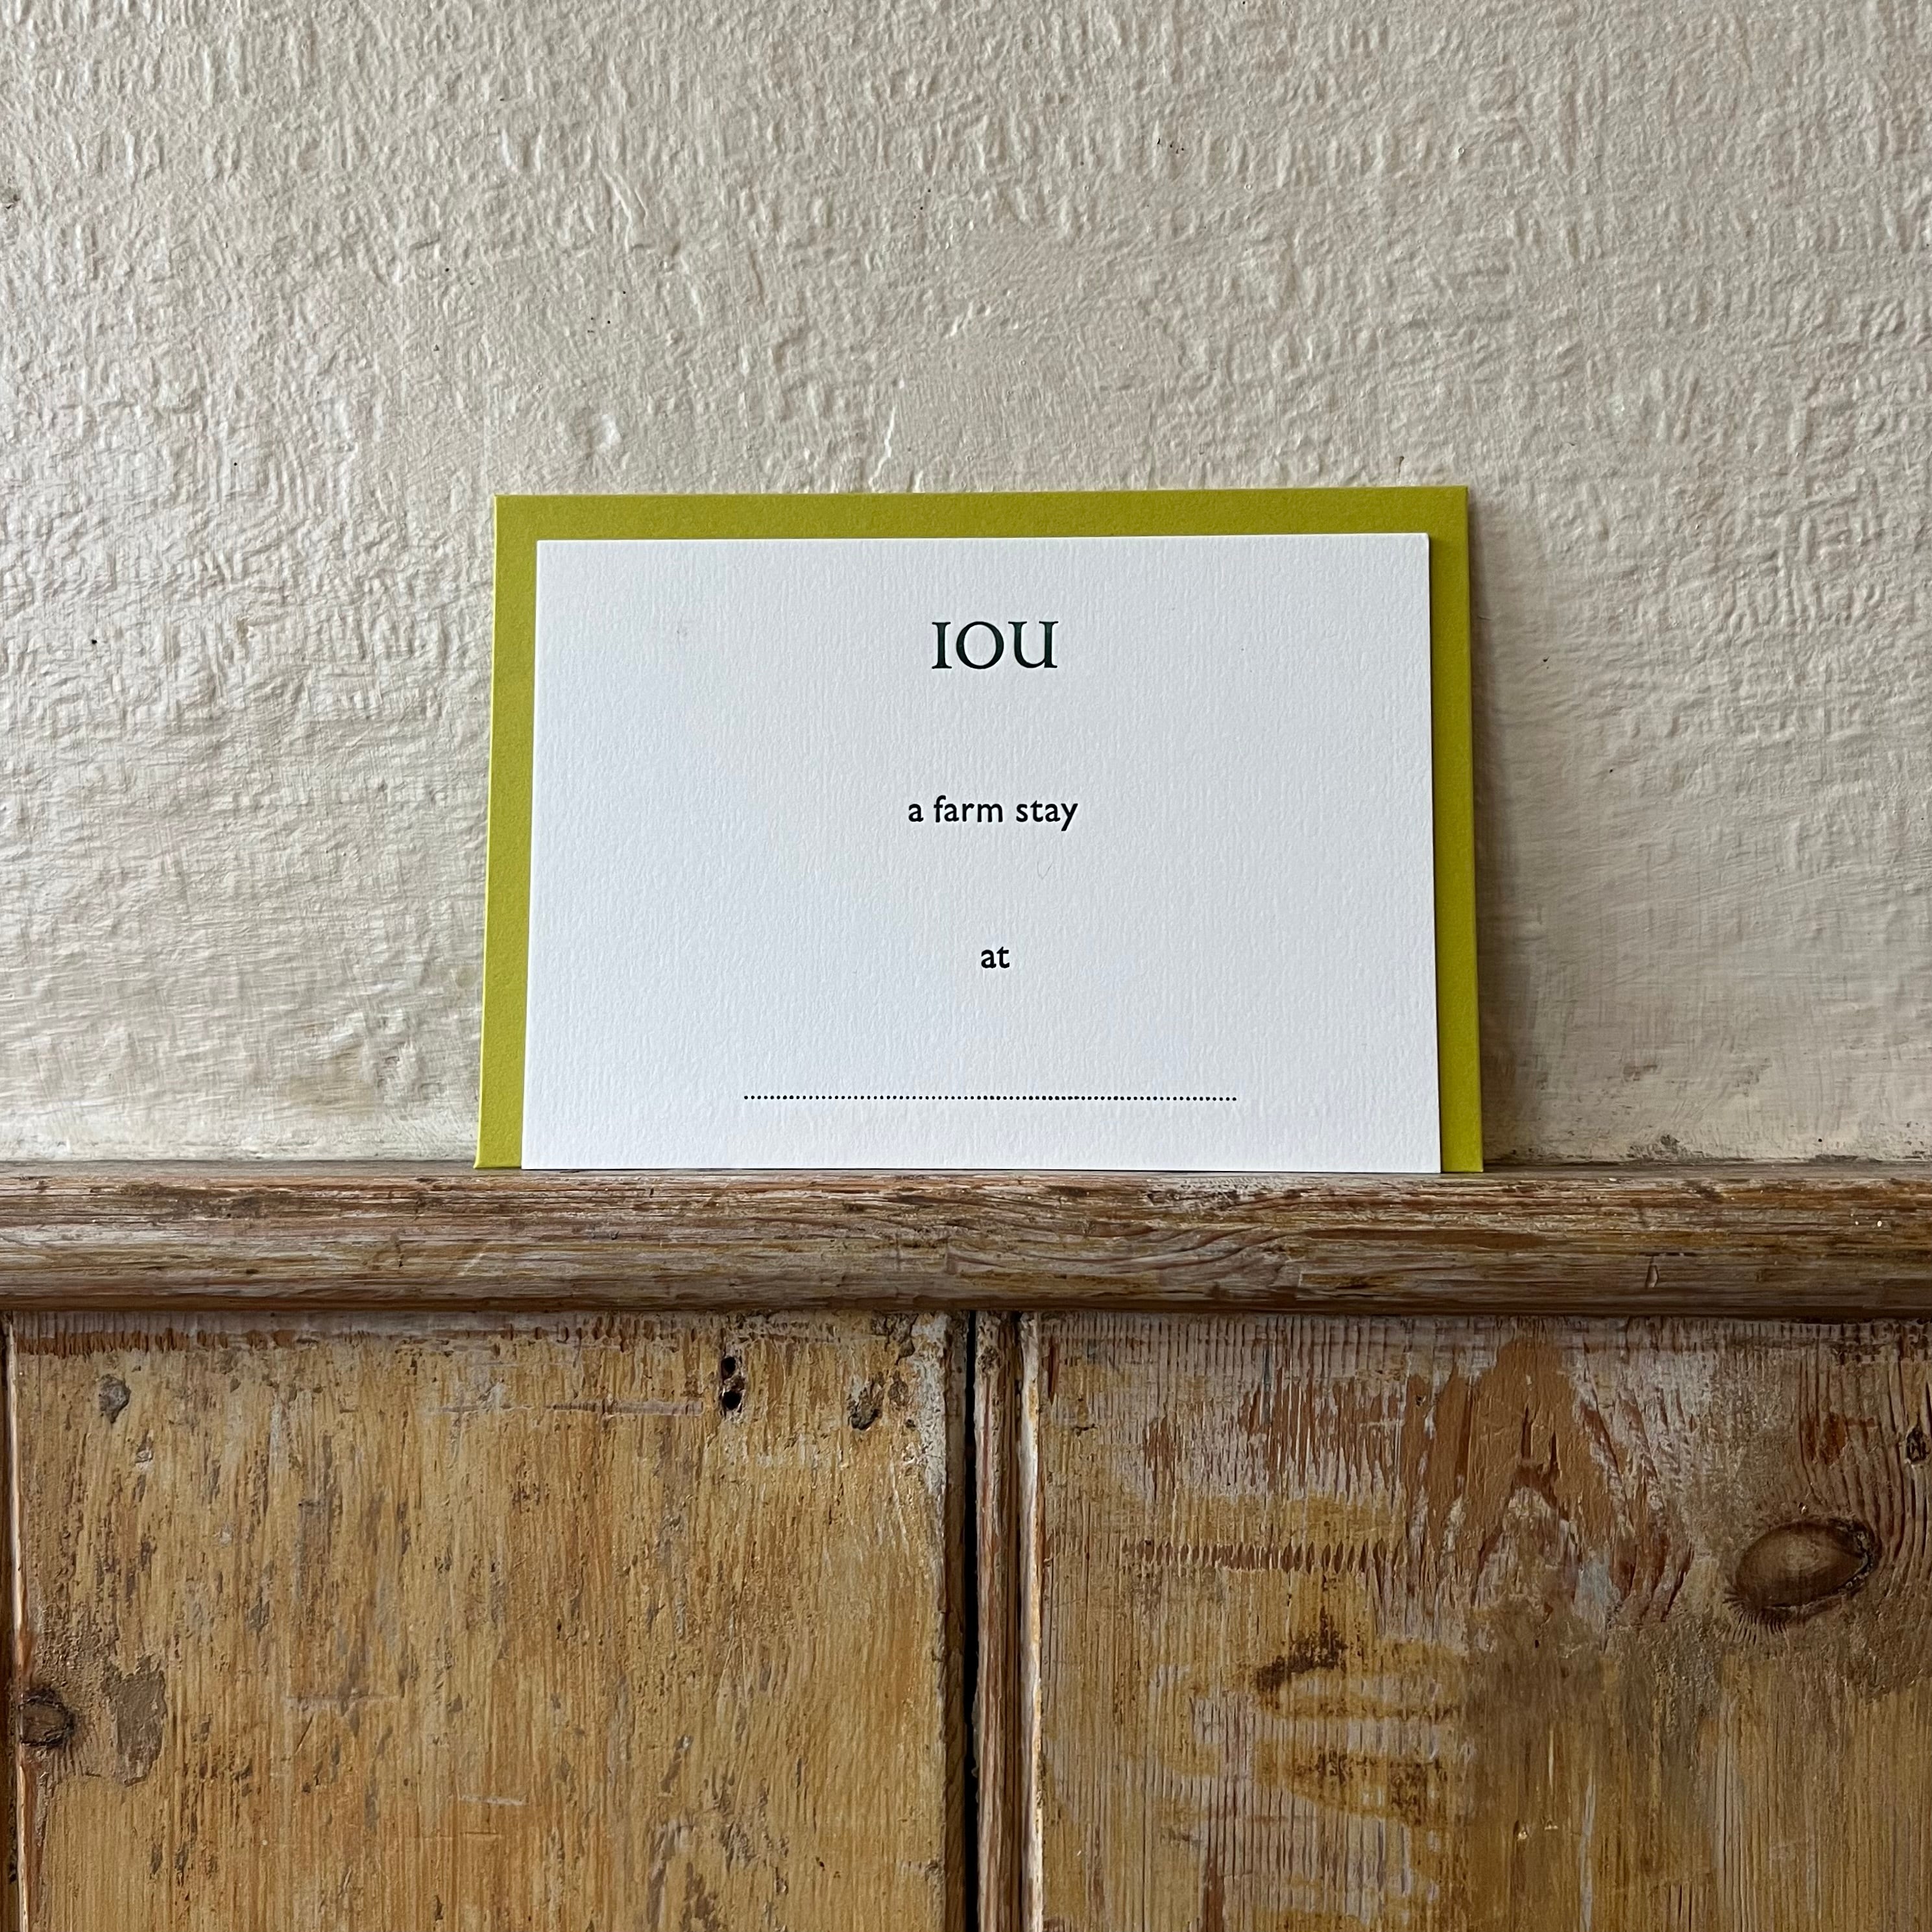 IOU
a farm stay
at